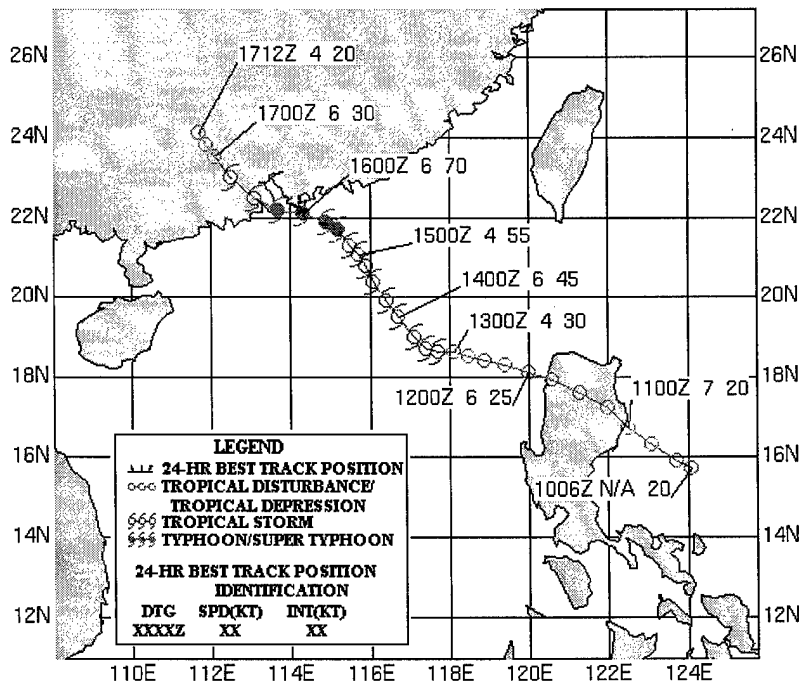 26N
24N
22N
20N
18N
16N
14N
12N
26N
24N
22N
20N
18N
16N
14N
12N
1712Z 4 20
1700Z 6 30
1600Z 6 70
1500Z 4 55
1400Z 6 45
1300Z 4 30
1200Z 6 25
1100Z 7 20
1006Z N/A 20
LEGEND
24-HR BEST TRACK POSITION
TROPICAL DISTURBANCE/
TROPICAL DEPRESSION
TROPICAL STORM
TYPHOON/SUPER TYPHOON
24-HR BEST TRACK POSITION
IDENTIFICATION
DTG SPD(KT) INT(KT)
XXXXZ XX XX
110E 112E 114E 116E 118E 120E 122E 124E